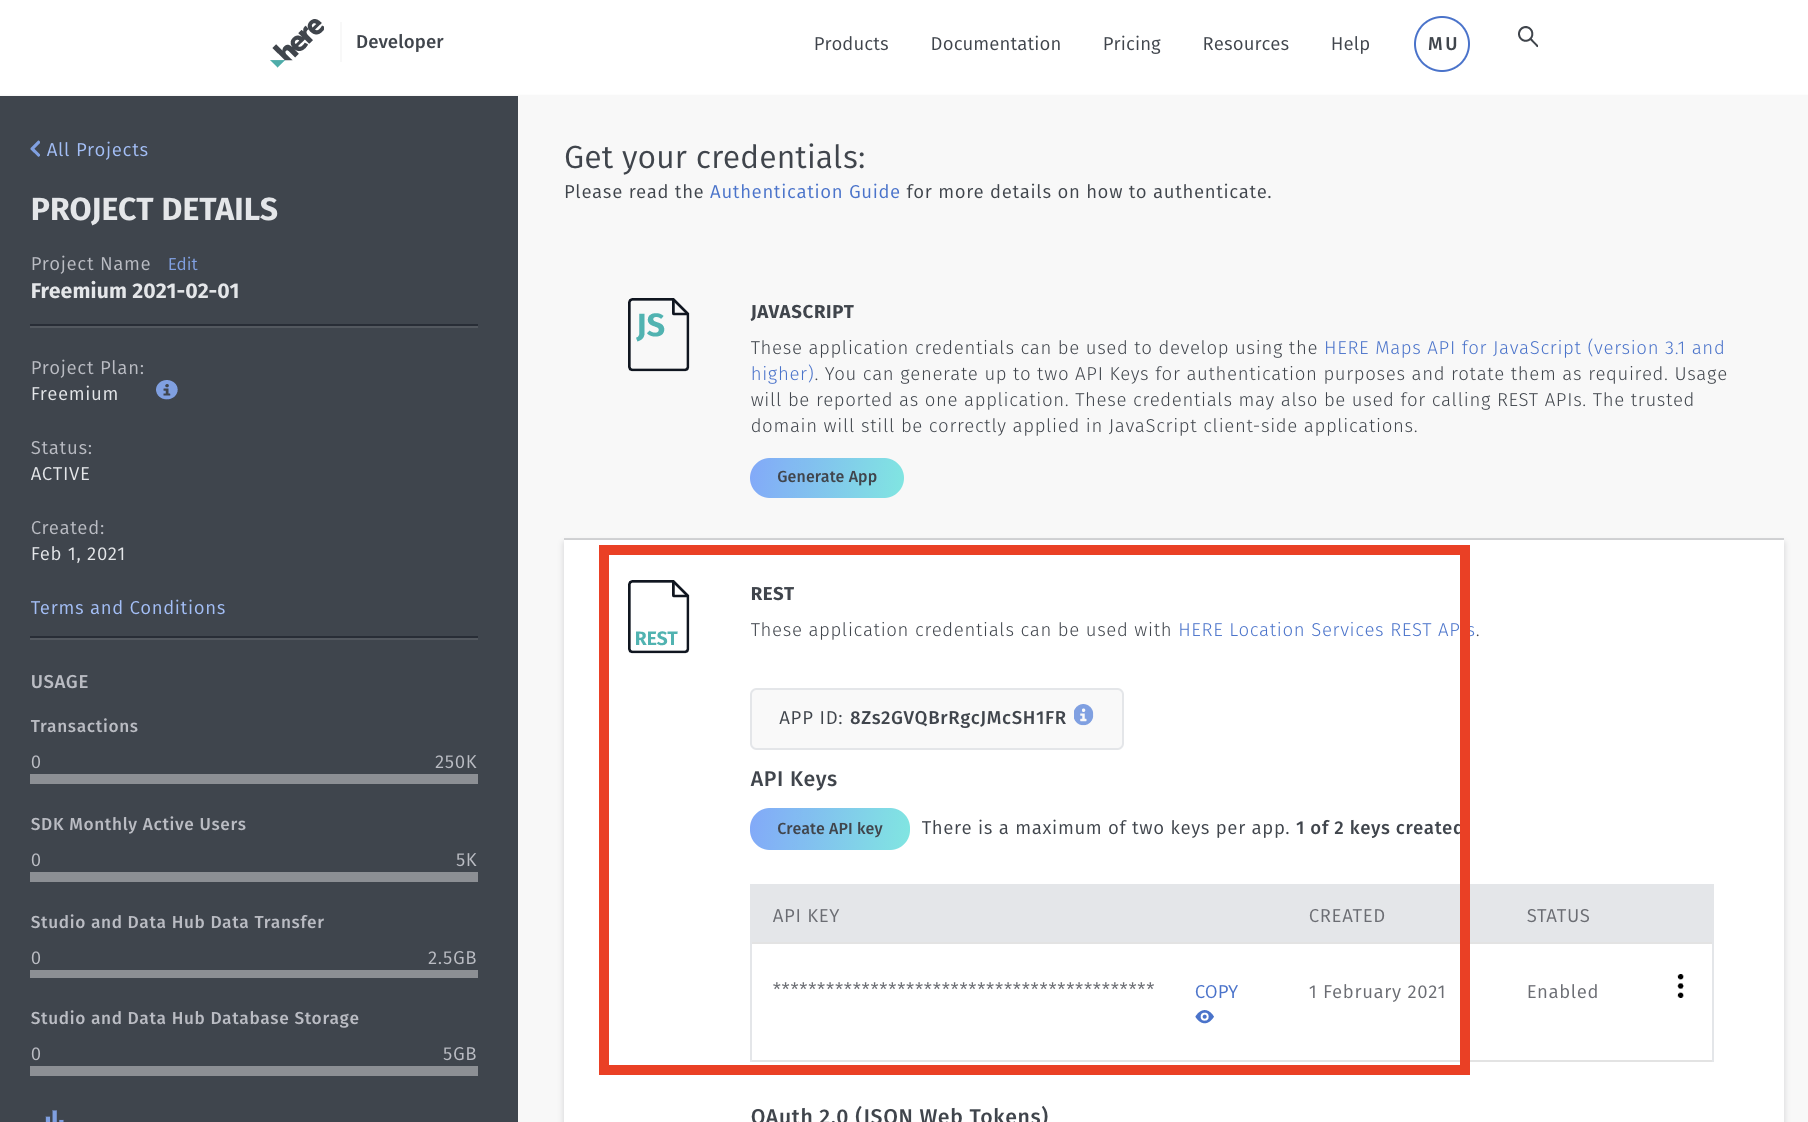 here
Developer
Products
Documentation
Pricing
Resources
Help
MU
All Projects
PROJECT DETAILS
Project Name Edit
Freemium 2021-02-01
Project Plan:
Freemium
Status:
ACTIVE
Created:
Feb 1, 2021
Terms and Conditions
USAGE
Transactions
0 250K
SDK Monthly Active Users
0 5K
Studio and Data Hub Data Transfer
0 2.5GB
Studio and Data Hub Database Storage
0 5GB
Get your credentials:
Please read the Authentication Guide for more details on how to authenticate.
JS
JAVASCRIPT
These application credentials can be used to develop using the HERE Maps API for JavaScript (version 3.1 and
higher). You can generate up to two API Keys for authentication purposes and rotate them as required. Usage
will be reported as one application. These credentials may also be used for calling REST APIs. The trusted
domain will still be correctly applied in JavaScript client-side applications.
Generate App
REST
REST
These application credentials can be used with HERE Location Services REST APIs.
APP ID: 8Zs2GVQBrRgcJMcSH1FR
API Keys
Create API key
There is a maximum of two keys per app. 1 of 2 keys created
API KEY CREATED STATUS
******************************************* COPY 1 February 2021 Enabled
OAuth 2.0 (JSON Web Tokens)